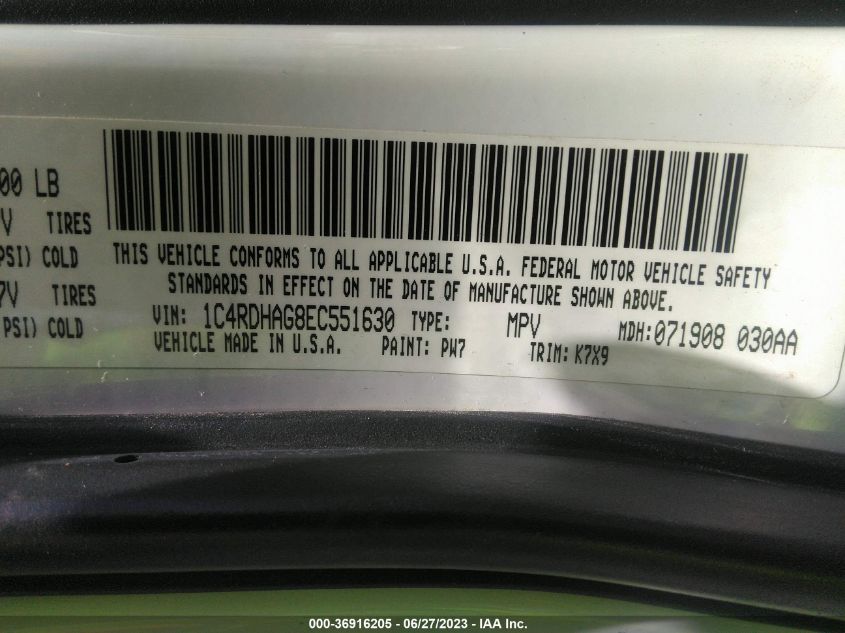 00 LB
V TIRES
PSI) COLD
7V TIRES
PSI) COLD
THIS VEHICLE CONFORMS TO ALL APPLICABLE U.S.A. FEDERAL MOTOR VEHICLE SAFETY
STANDARDS IN EFFECT ON THE DATE OF MANUFACTURE SHOWN ABOVE.
VIN: 1C4RDHAG8EC551630 TYPE: MPV MDH:071908 030AA
VEHICLE MADE IN U.S.A. PAINT: PW7 TRIM: K7X9
000-36916205 - 06/27/2023 - IAA Inc.